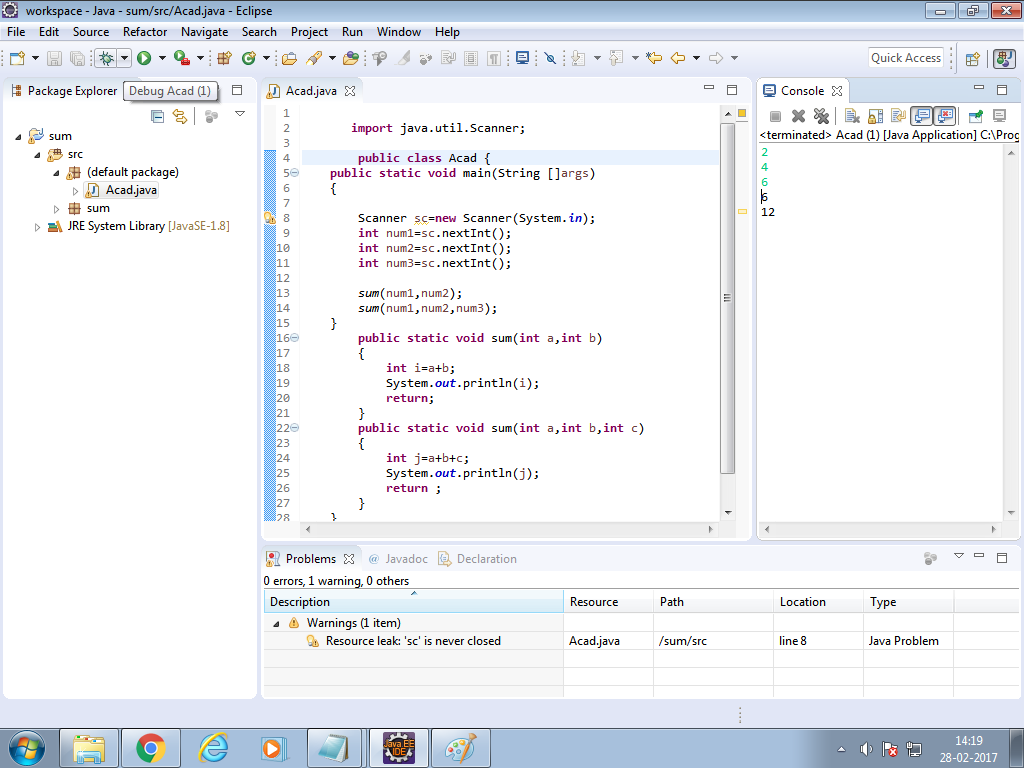 workspace - Java - sum/src/Acad.java - Eclipse
File Edit Source Refactor Navigate Search Project Run Window Help
Quick Access
Package Explorer
Debug Acad (1)
sum
src
(default package)
Acad.java
sum
JRE System Library [JavaSE-1.8]
Acad.java
1
2 import java.util.Scanner;
3
4 public class Acad {
5 public static void main(String []args)
6 {
7
8 Scanner sc=new Scanner(System.in);
9 int num1=sc.nextInt();
10 int num2=sc.nextInt();
11 int num3=sc.nextInt();
12
13 sum(num1,num2);
14 sum(num1,num2,num3);
15 }
16 public static void sum(int a,int b)
17 {
18 int i=a+b;
19 System.out.println(i);
20 return;
21 }
22 public static void sum(int a,int b,int c)
23 {
24 int j=a+b+c;
25 System.out.println(j);
26 return ;
27 }
28 }
Console
<terminated> Acad (1) [Java Application] C:\Prog
2
4
6
6
12
Problems Javadoc Declaration
0 errors, 1 warning, 0 others
Description Resource Path Location Type
Warnings (1 item)
Resource leak: 'sc' is never closed Acad.java /sum/src line 8 Java Problem
Java EE
IDE
14:19
28-02-2017